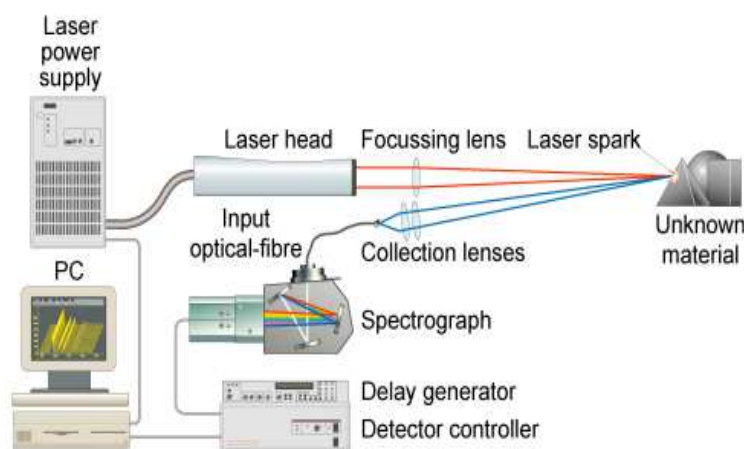 Laser
power
supply
Laser head
Focussing lens
Laser spark
Input
optical-fibre
Collection lenses
Unknown
material
PC
Spectrograph
Delay generator
Detector controller